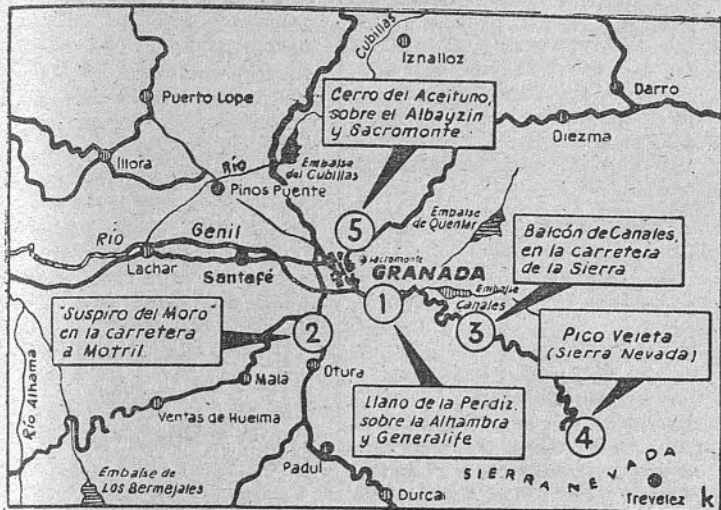 Cubillas
Iznalloz
Puerto Lope
Cerro del Aceituno,
sobre el Albayzin
y Sacromonte
Darro
Diezma
Illora
Río
Embalse
del Cubillas
Pinos Puente
5
Embalse
de Quentar
Balcón de Canales,
en la carretera
de la Sierra
Río
Genil
Lachar
Santafé
Sacromonte
GRANADA
Embalse
Canales
"Suspiro del Moro"
en la carretera
a Motril.
2
1
3
Pico Veleta
(Sierra Nevada)
Otura
Mala
Llano de la Perdiz.
sobre la Alhambra
y Generalife
4
Río Alhama
Ventas de Huelma
Padul
Embalse de
Los Bermejales
SIERRA NEVADA
Durcal
Trevelez
k